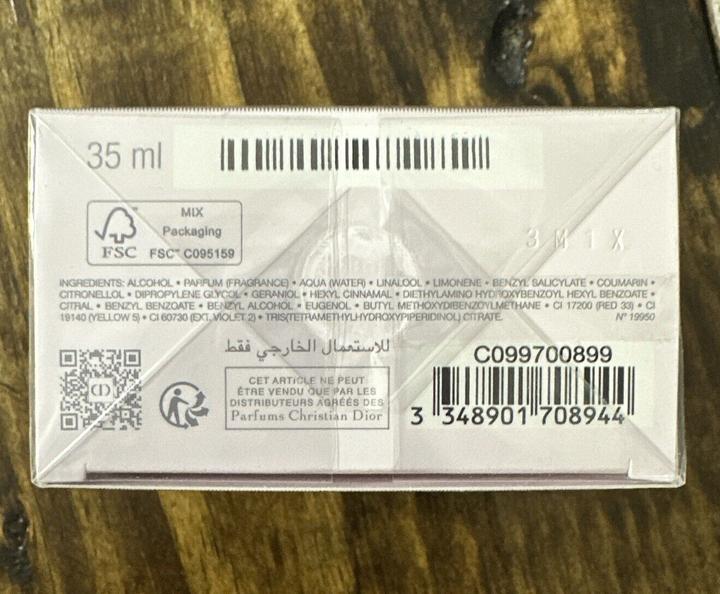 35 ml
MIX
Packaging
FSC
FSC™ C095159
3M1X
INGREDIENTS: ALCOHOL • PARFUM (FRAGRANCE) • AQUA (WATER) • LINALOOL • LIMONENE • BENZYL SALICYLATE • COUMARIN •
CITRONELLOL • DIPROPYLENE GLYCOL • GERANIOL • HEXYL CINNAMAL • DIETHYLAMINO HYDROXYBENZOYL HEXYL BENZOATE •
CITRAL • BENZYL BENZOATE • BENZYL ALCOHOL • EUGENOL • BUTYL METHOXYDIBENZOYLMETHANE • CI 17200 (RED 33) • CI
19140 (YELLOW 5) • CI 60730 (EXT. VIOLET 2) • TRIS(TETRAMETHYLHYDROXYPIPERIDINOL) CITRATE. N° 19950
للاستعمال الخارجي فقط
CD
CET ARTICLE NE PEUT
ÊTRE VENDU QUE PAR LES
DISTRIBUTEURS AGRÉÉS DES
Parfums Christian Dior
C099700899
3 348901 708944